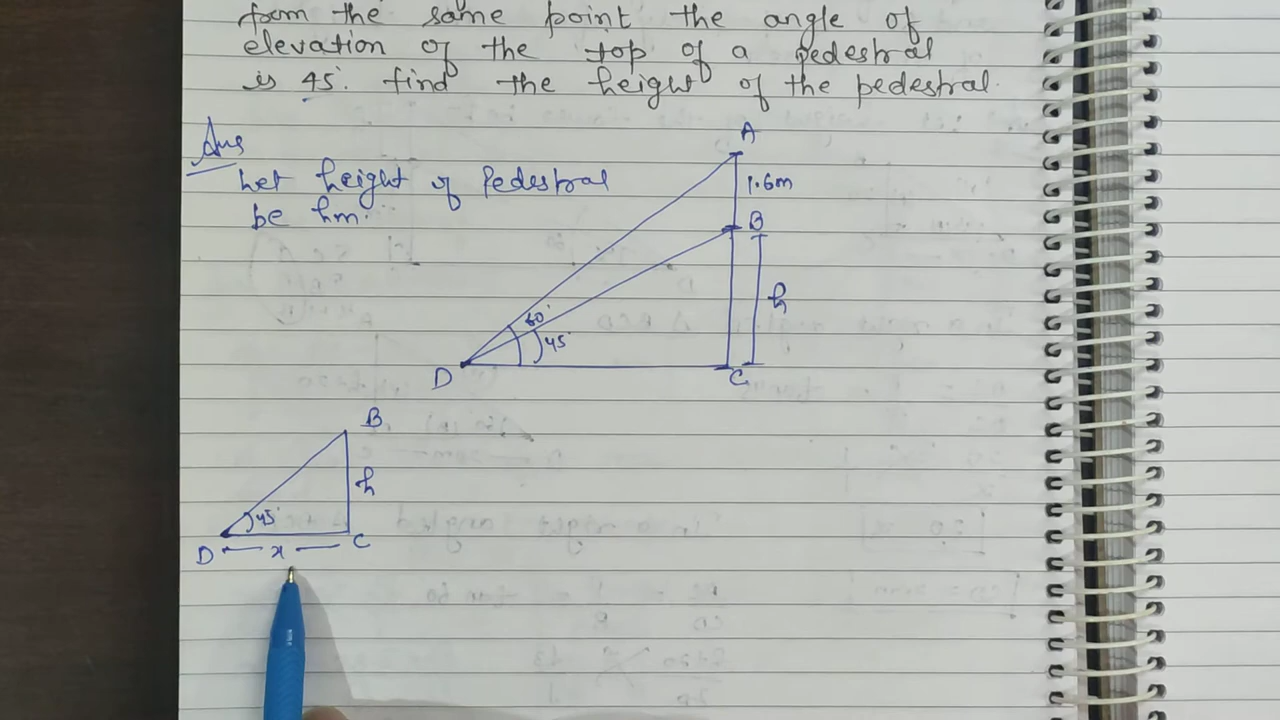 from the same point the angle of
elevation of the top of a pedestral
is 45°. find the height of the pedestral.
Ans
Let height of Pedestral
be hm.
A
1.6m
B
h
60°
45°
D
C
B
h
45°
D
x
C